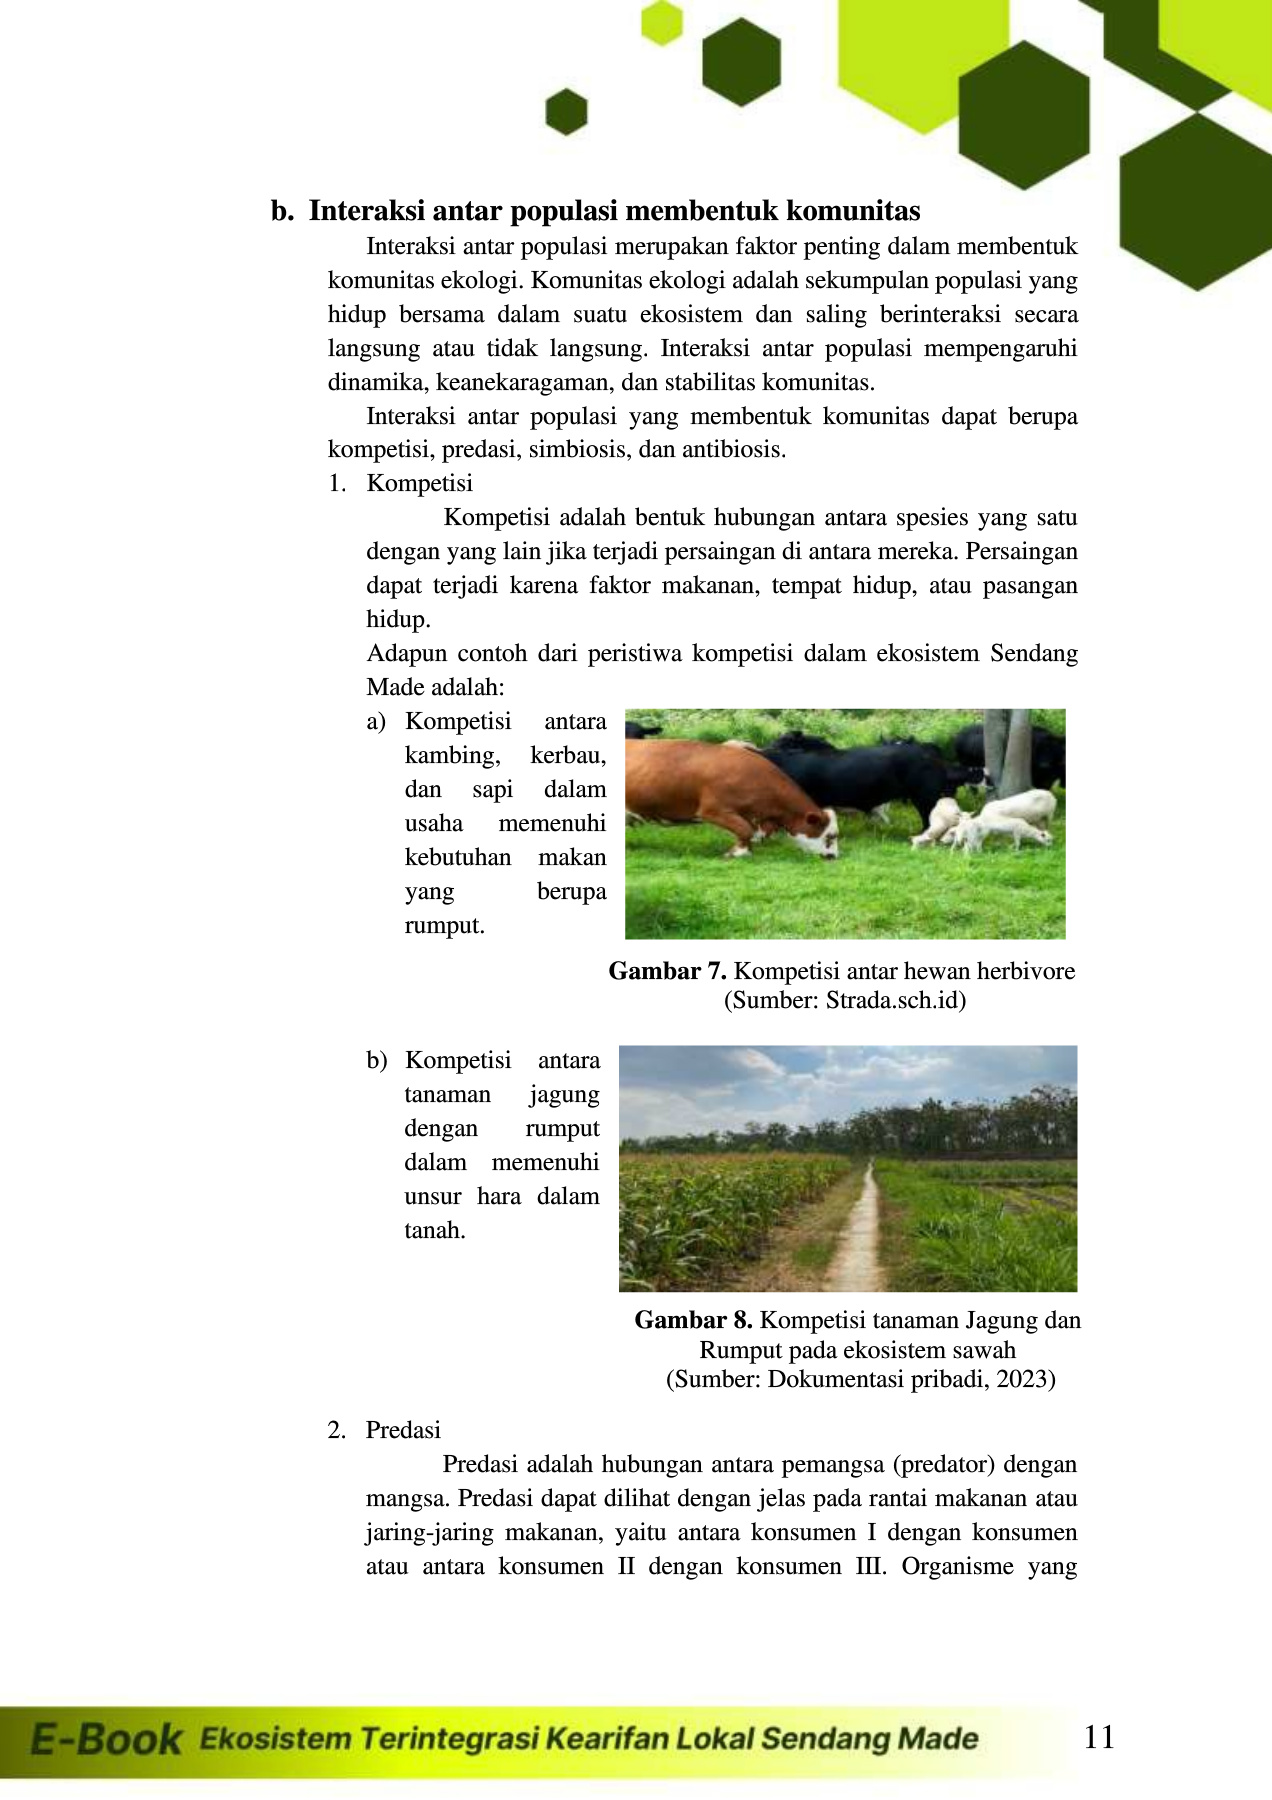 b. Interaksi antar populasi membentuk komunitas
Interaksi antar populasi merupakan faktor penting dalam membentuk
komunitas ekologi. Komunitas ekologi adalah sekumpulan populasi yang
hidup bersama dalam suatu ekosistem dan saling berinteraksi secara
langsung atau tidak langsung. Interaksi antar populasi mempengaruhi
dinamika, keanekaragaman, dan stabilitas komunitas.
Interaksi antar populasi yang membentuk komunitas dapat berupa
kompetisi, predasi, simbiosis, dan antibiosis.
1. Kompetisi
Kompetisi adalah bentuk hubungan antara spesies yang satu
dengan yang lain jika terjadi persaingan di antara mereka. Persaingan
dapat terjadi karena faktor makanan, tempat hidup, atau pasangan
hidup.
Adapun contoh dari peristiwa kompetisi dalam ekosistem Sendang
Made adalah:
a) Kompetisi antara
kambing, kerbau,
dan sapi dalam
usaha memenuhi
kebutuhan makan
yang berupa
rumput.
Gambar 7. Kompetisi antar hewan herbivore
(Sumber: Strada.sch.id)
b) Kompetisi antara
tanaman jagung
dengan rumput
dalam memenuhi
unsur hara dalam
tanah.
Gambar 8. Kompetisi tanaman Jagung dan
Rumput pada ekosistem sawah
(Sumber: Dokumentasi pribadi, 2023)
2. Predasi
Predasi adalah hubungan antara pemangsa (predator) dengan
mangsa. Predasi dapat dilihat dengan jelas pada rantai makanan atau
jaring-jaring makanan, yaitu antara konsumen I dengan konsumen
atau antara konsumen II dengan konsumen III. Organisme yang
E-Book Ekosistem Terintegrasi Kearifan Lokal Sendang Made 11